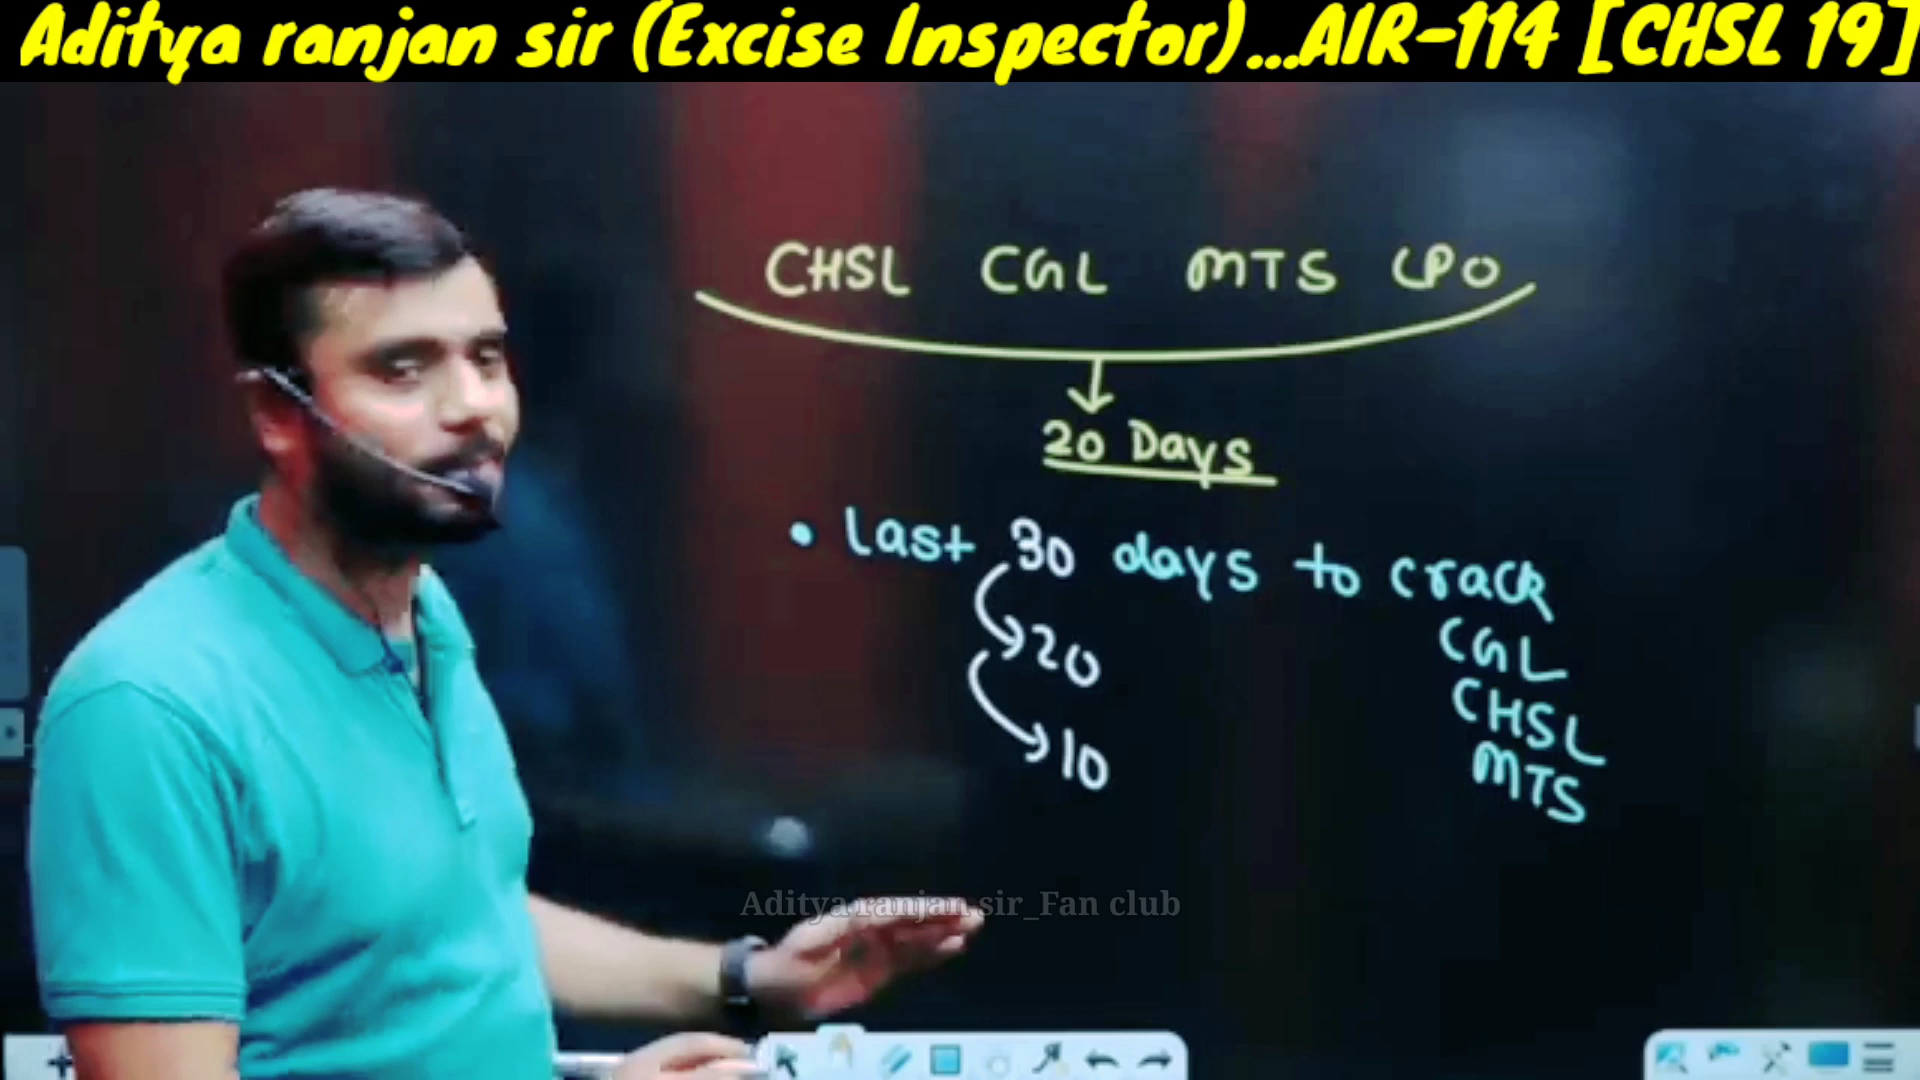 Aditya ranjan sir (Excise Inspector)...AIR-114 [CHSL 19]
CHSL CGL MTS CPO
20 Days
• Last 30 days to crack
20
10
CGL
CHSL
MTS
Aditya ranjan sir_Fan club